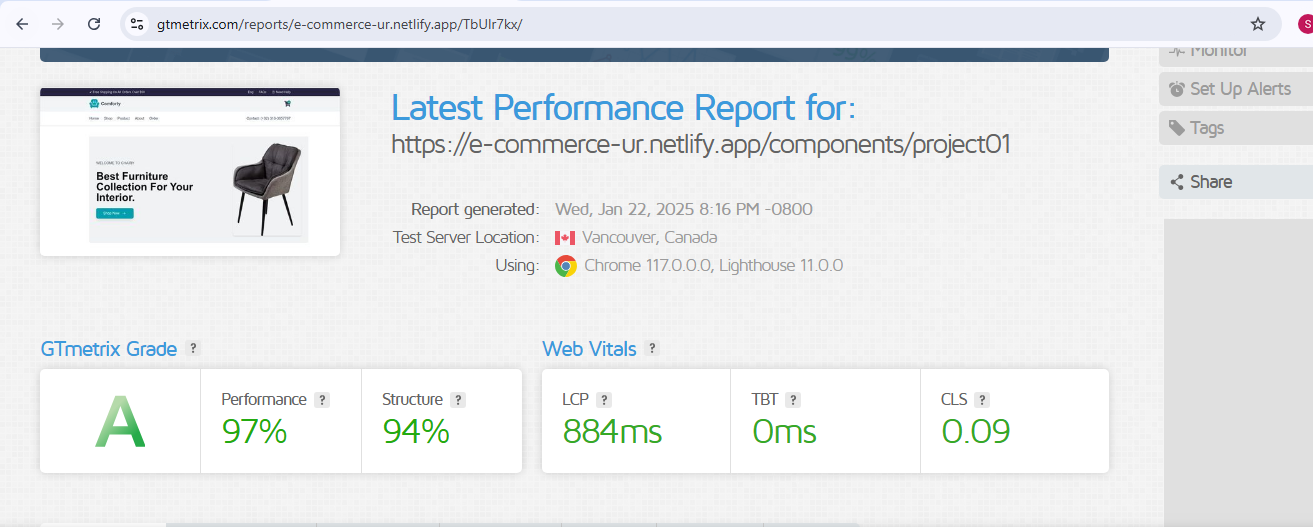 gtmetrix.com/reports/e-commerce-ur.netlify.app/TbUIr7kx/
S
Monitor
Set Up Alerts
Tags
Share
Comforty
Home Shop Product About
WELCOME TO CHAIRY
Best Furniture
Collection For Your
Interior.
Shop Now
Latest Performance Report for:
https://e-commerce-ur.netlify.app/components/project01
Report generated: Wed, Jan 22, 2025 8:16 PM -0800
Test Server Location: Vancouver, Canada
Using: Chrome 117.0.0.0, Lighthouse 11.0.0
GTmetrix Grade ?
A
Performance ?
97%
Structure ?
94%
Web Vitals ?
LCP ?
884ms
TBT ?
0ms
CLS ?
0.09